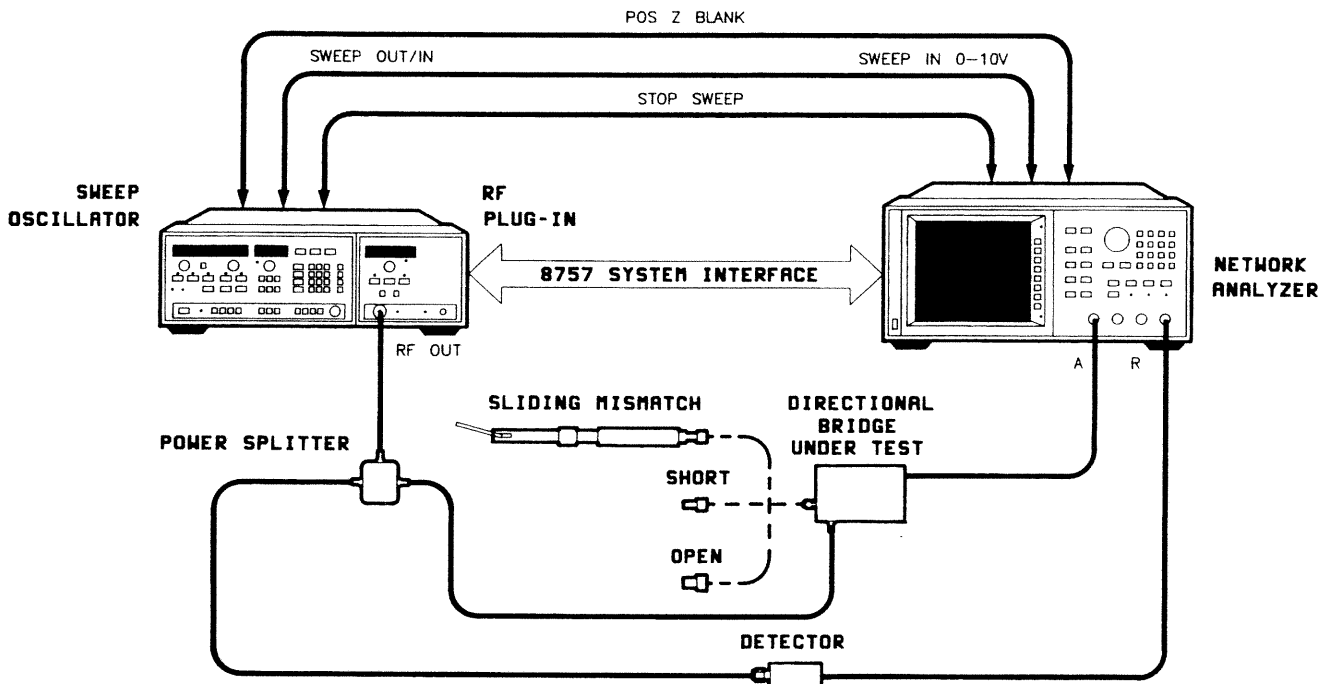 POS Z BLANK
SWEEP OUT/IN
SWEEP IN 0-10V
STOP SWEEP
SWEEP
OSCILLATOR
RF
PLUG-IN
8757 SYSTEM INTERFACE
NETWORK
ANALYZER
RF OUT
A
R
SLIDING MISMATCH
DIRECTIONAL
BRIDGE
UNDER TEST
POWER SPLITTER
SHORT
OPEN
DETECTOR